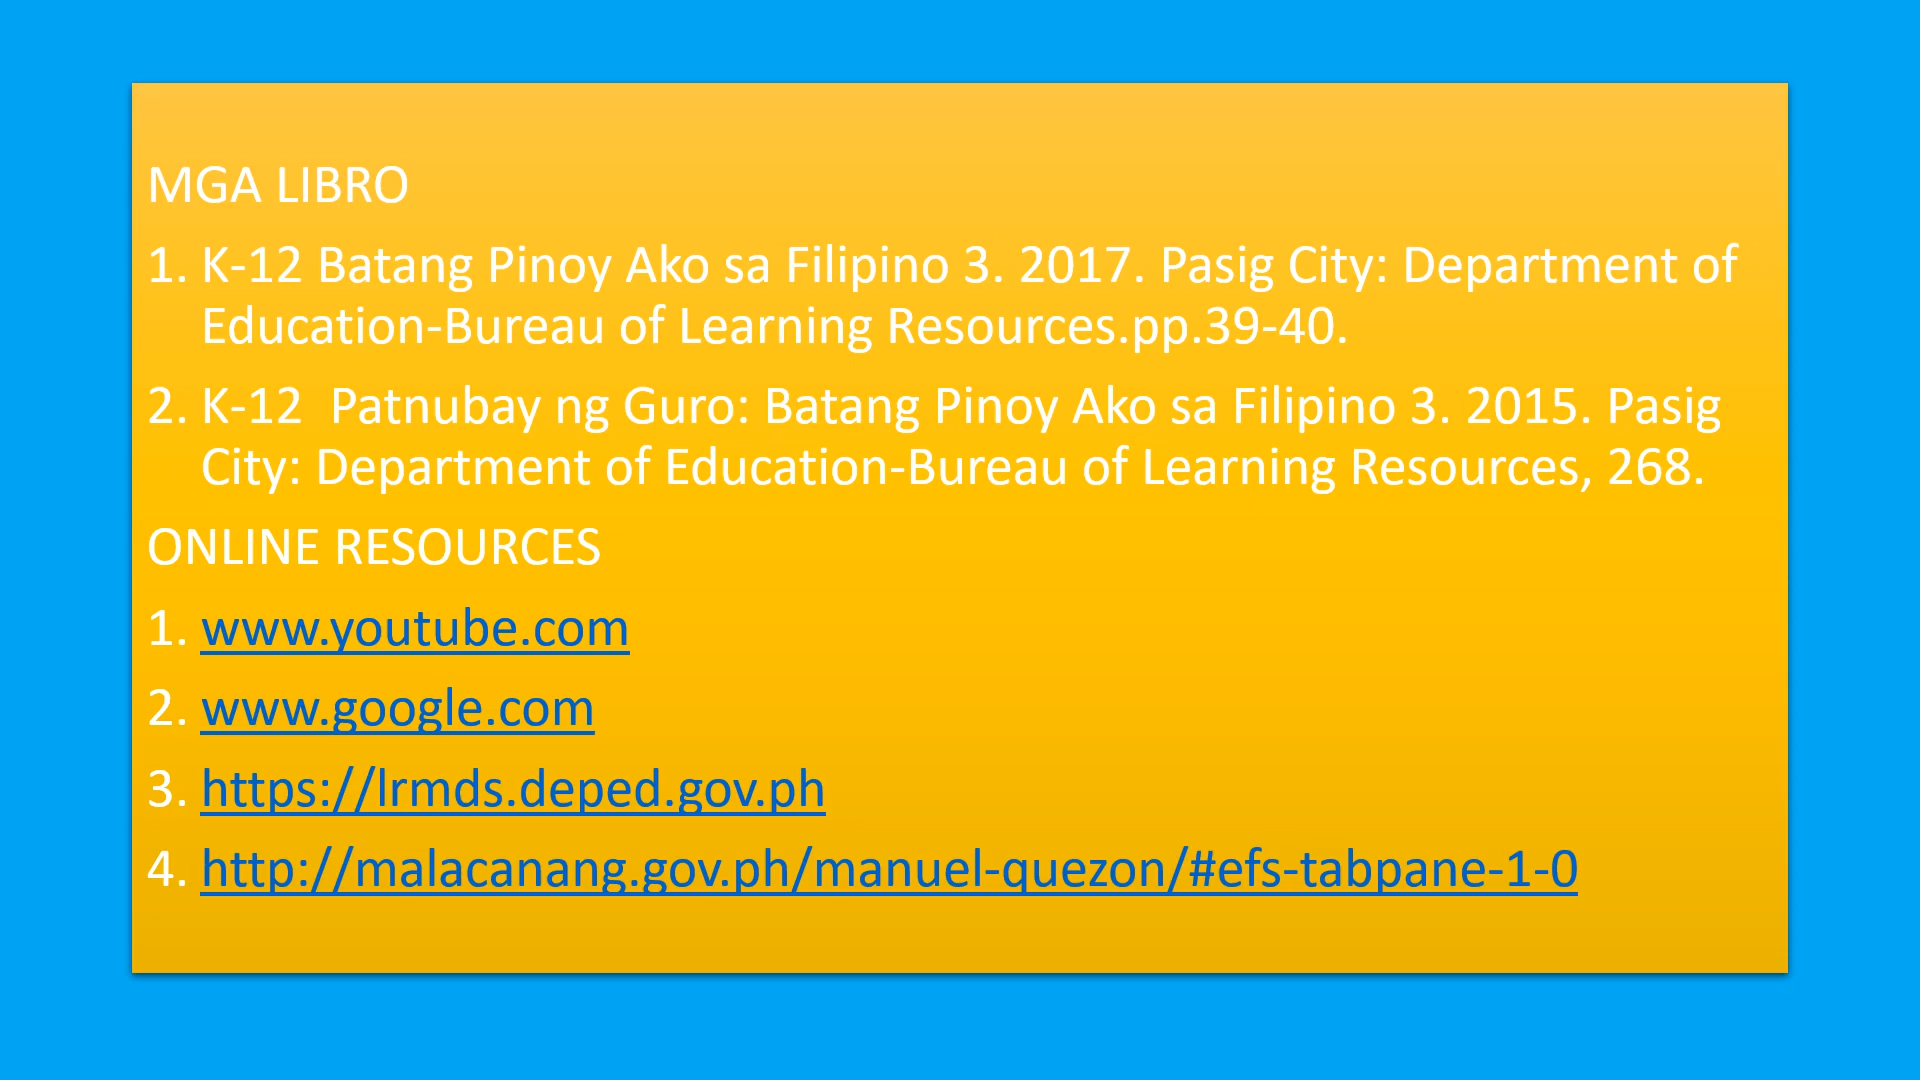 MGA LIBRO
1. K-12 Batang Pinoy Ako sa Filipino 3. 2017. Pasig City: Department of
Education-Bureau of Learning Resources.pp.39-40.
2. K-12  Patnubay ng Guro: Batang Pinoy Ako sa Filipino 3. 2015. Pasig
City: Department of Education-Bureau of Learning Resources, 268.
ONLINE RESOURCES
1. www.youtube.com
2. www.google.com
3. https://lrmds.deped.gov.ph
4. http://malacanang.gov.ph/manuel-quezon/#efs-tabpane-1-0